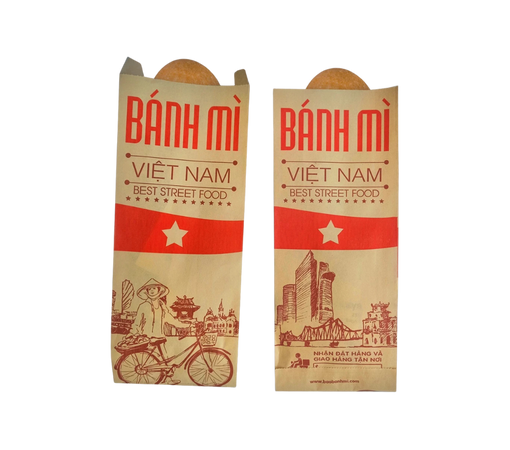 BÁNH MÌ
VIỆT NAM
BEST STREET FOOD
BÁNH MÌ
VIỆT NAM
BEST STREET FOOD
NHẬN ĐẶT HÀNG VÀ
GIAO HÀNG TẬN NƠI